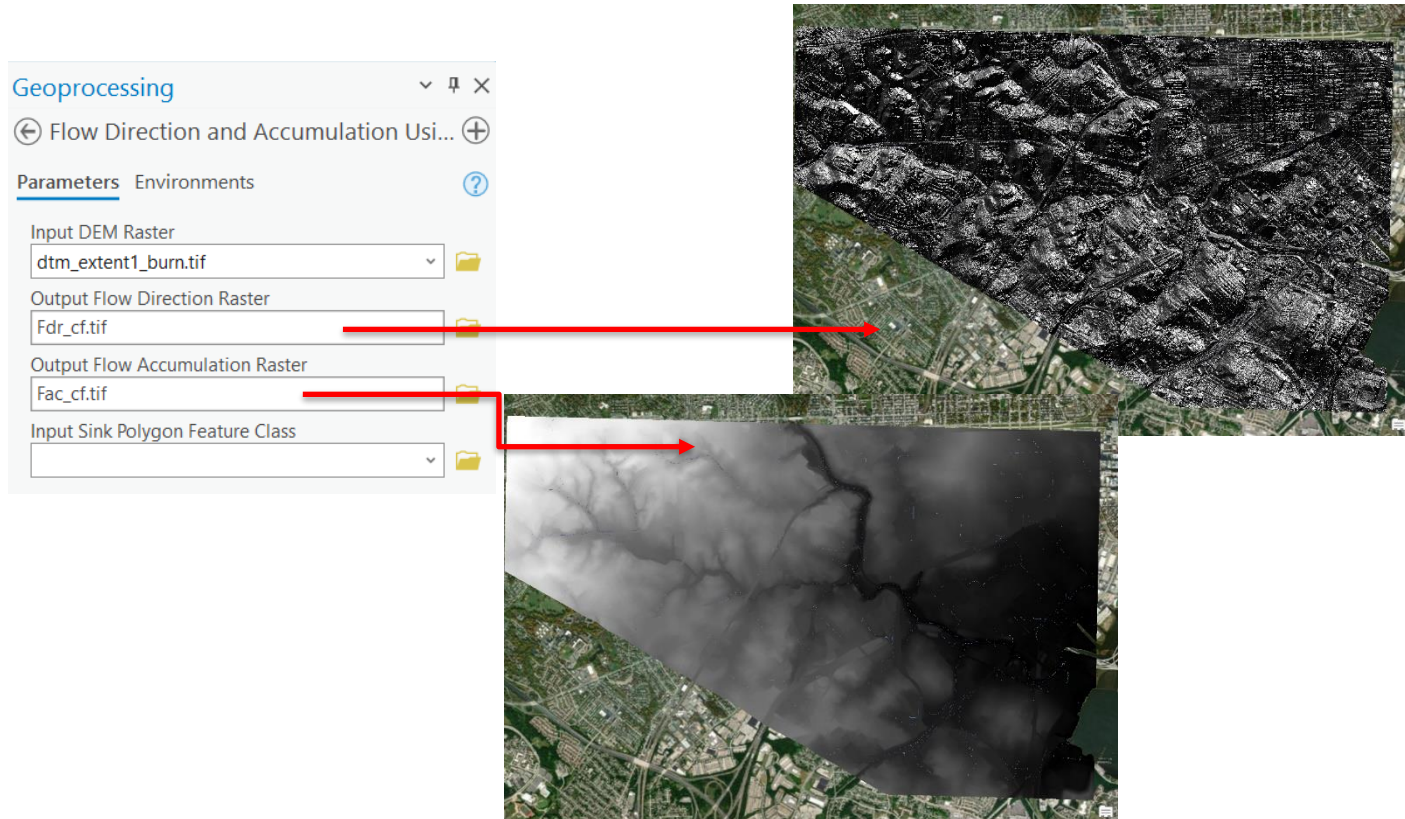 Geoprocessing
Flow Direction and Accumulation Usi...
Parameters Environments
Input DEM Raster
dtm_extent1_burn.tif
Output Flow Direction Raster
Fdr_cf.tif
Output Flow Accumulation Raster
Fac_cf.tif
Input Sink Polygon Feature Class